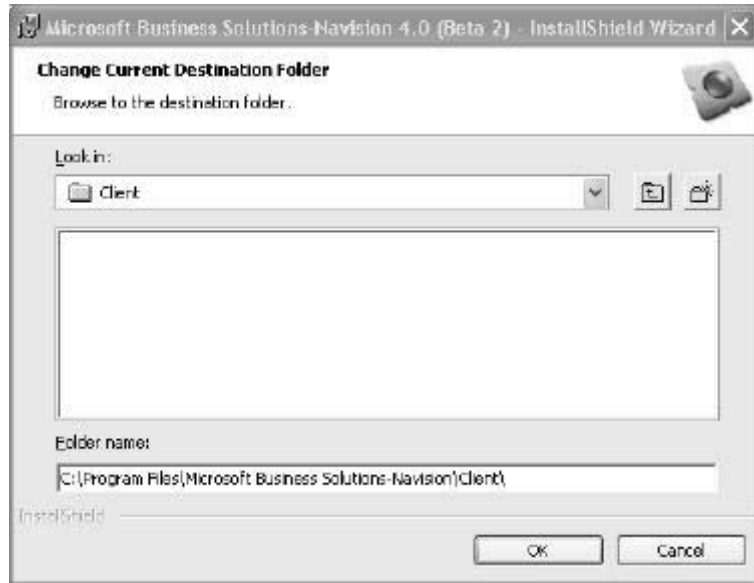 Microsoft Business Solutions-Navision 4.0 (Beta 2) - InstallShield Wizard
Change Current Destination Folder
Browse to the destination folder.
Look in:
Client
Folder name:
C:\Program Files\Microsoft Business Solutions-Navision\Client\
InstallShield
OK
Cancel